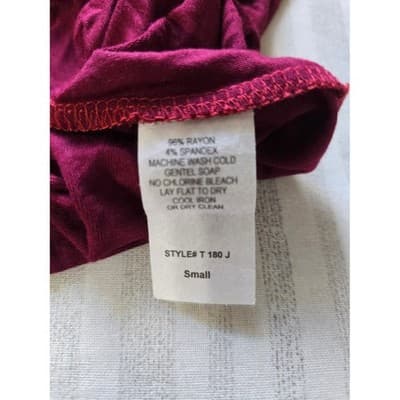 96% RAYON
4% SPANDEX
MACHINE WASH COLD
GENTEL SOAP
NO CHLORINE BLEACH
LAY FLAT TO DRY
COOL IRON
OR DRY CLEAN
STYLE# T 180 J
Small